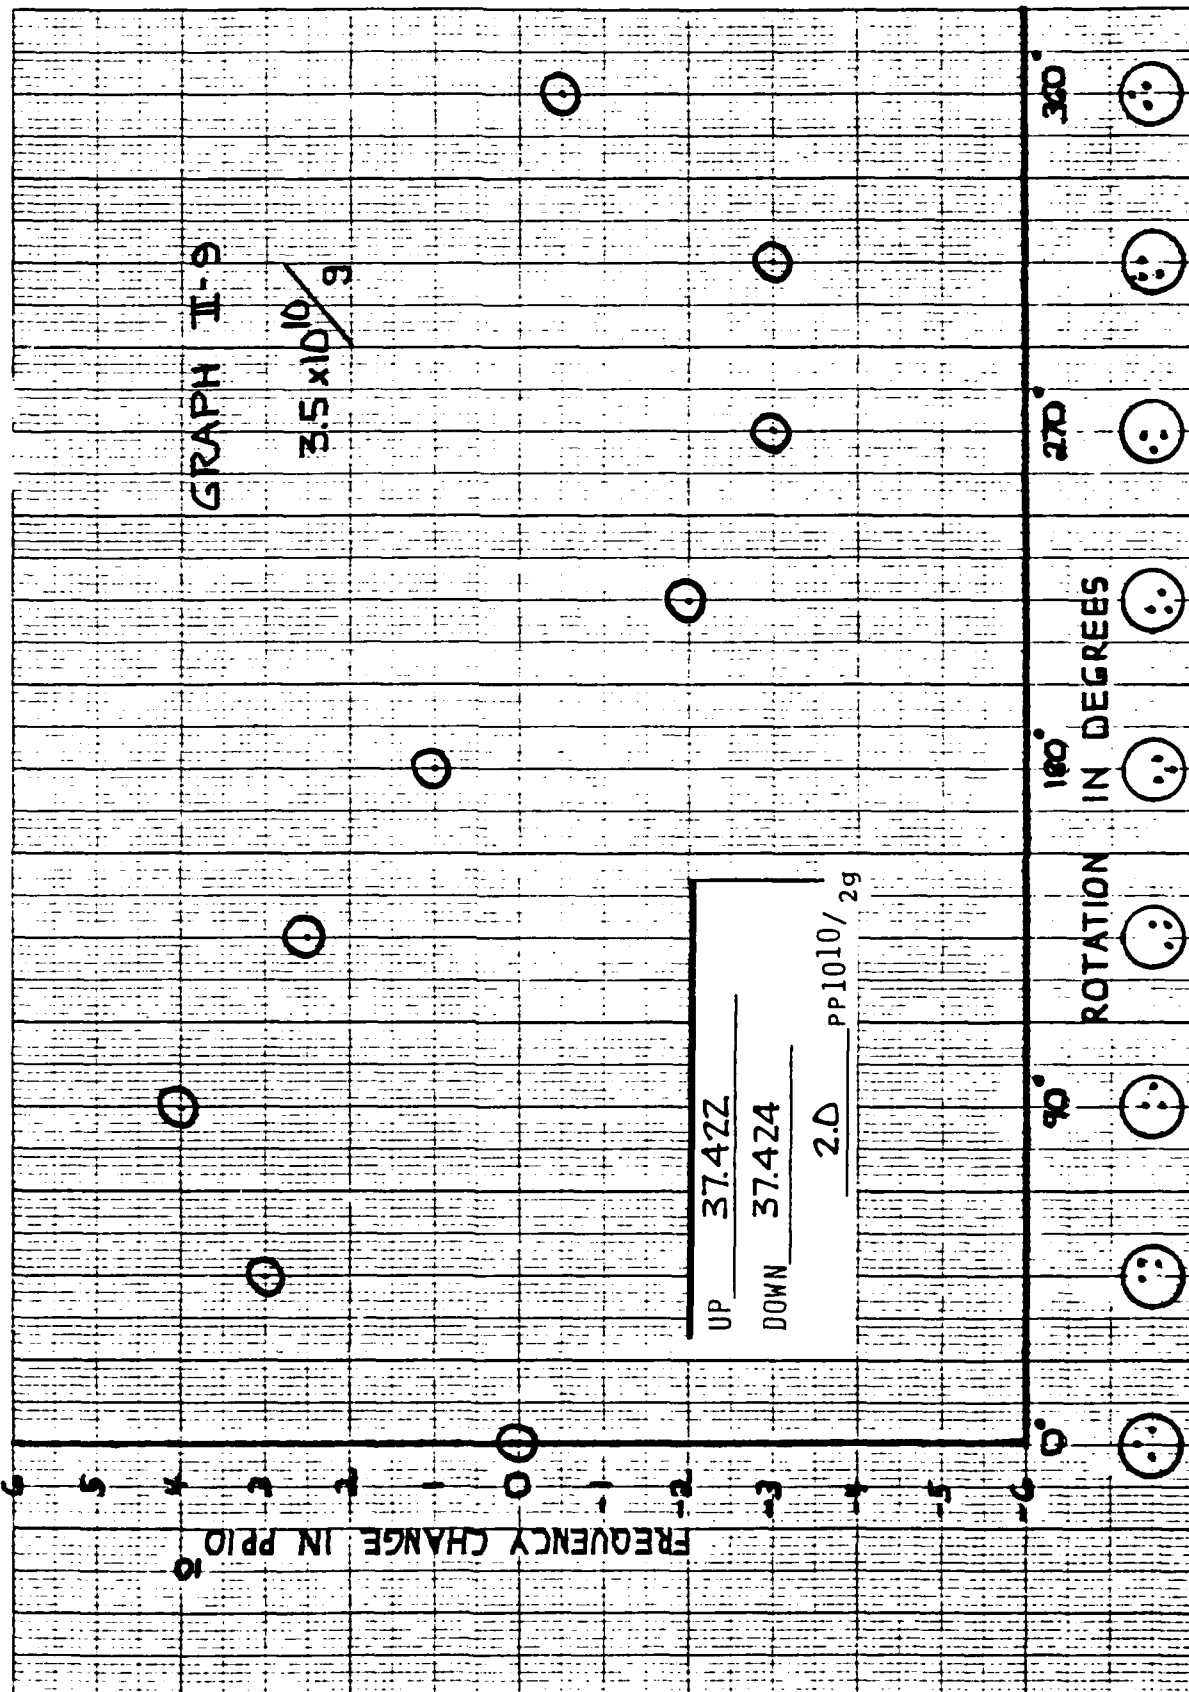 GRAPH II-9
3.5 x10^10/g
FREQUENCY CHANGE IN PP10^10
6
5
4
3
2
1
0
-1
-2
-3
-4
-5
-6
UP 37.422
DOWN 37.424
2.0 PP10^10/2g
0° 90° 180° 270° 360°
ROTATION IN DEGREES